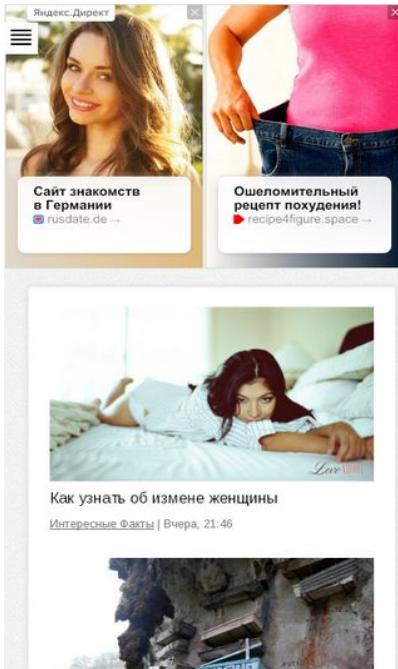 Яндекс.Директ
Сайт знакомств
в Германии
rusdate.de →
Ошеломительный
рецепт похудения!
recipe4figure.space →
Как узнать об измене женщины
Интересные Факты | Вчера, 21:46